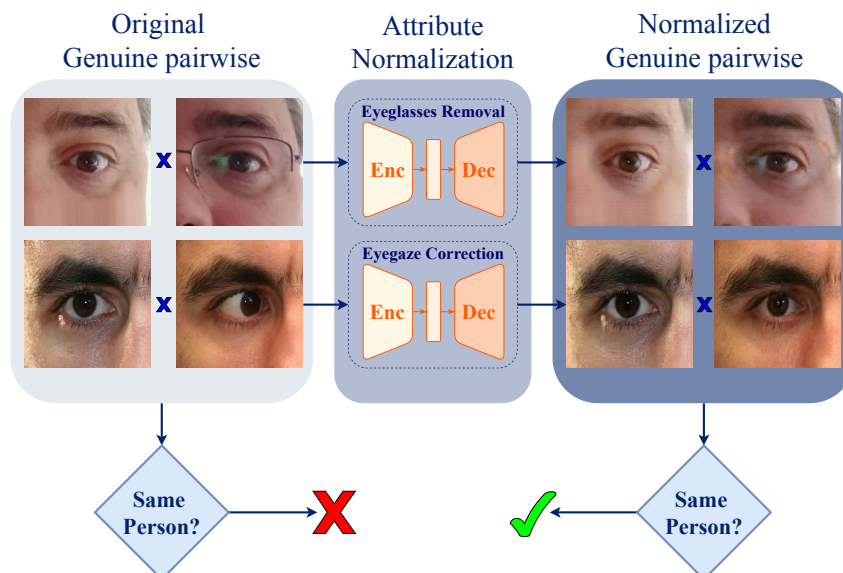 Original
Genuine pairwise
Attribute
Normalization
Normalized
Genuine pairwise
Eyeglasses Removal
x
Enc
Dec
x
Eyegaze Correction
x
Enc
Dec
x
Same
Person?
X
Same
Person?